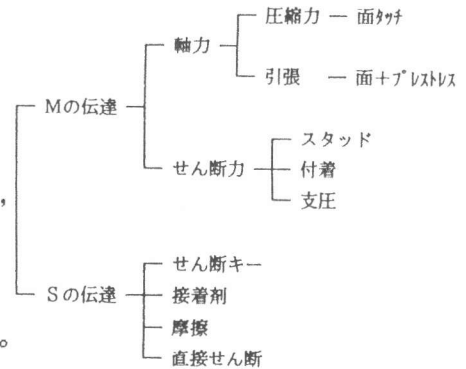 圧縮力 ― 面ﾀｯﾁ
軸力
引張 ― 面＋ﾌﾟﾚｽﾄﾚｽ
Mの伝達
スタッド
せん断力
付着
支圧
，
せん断キー
Sの伝達
接着剤
摩擦
。
直接せん断